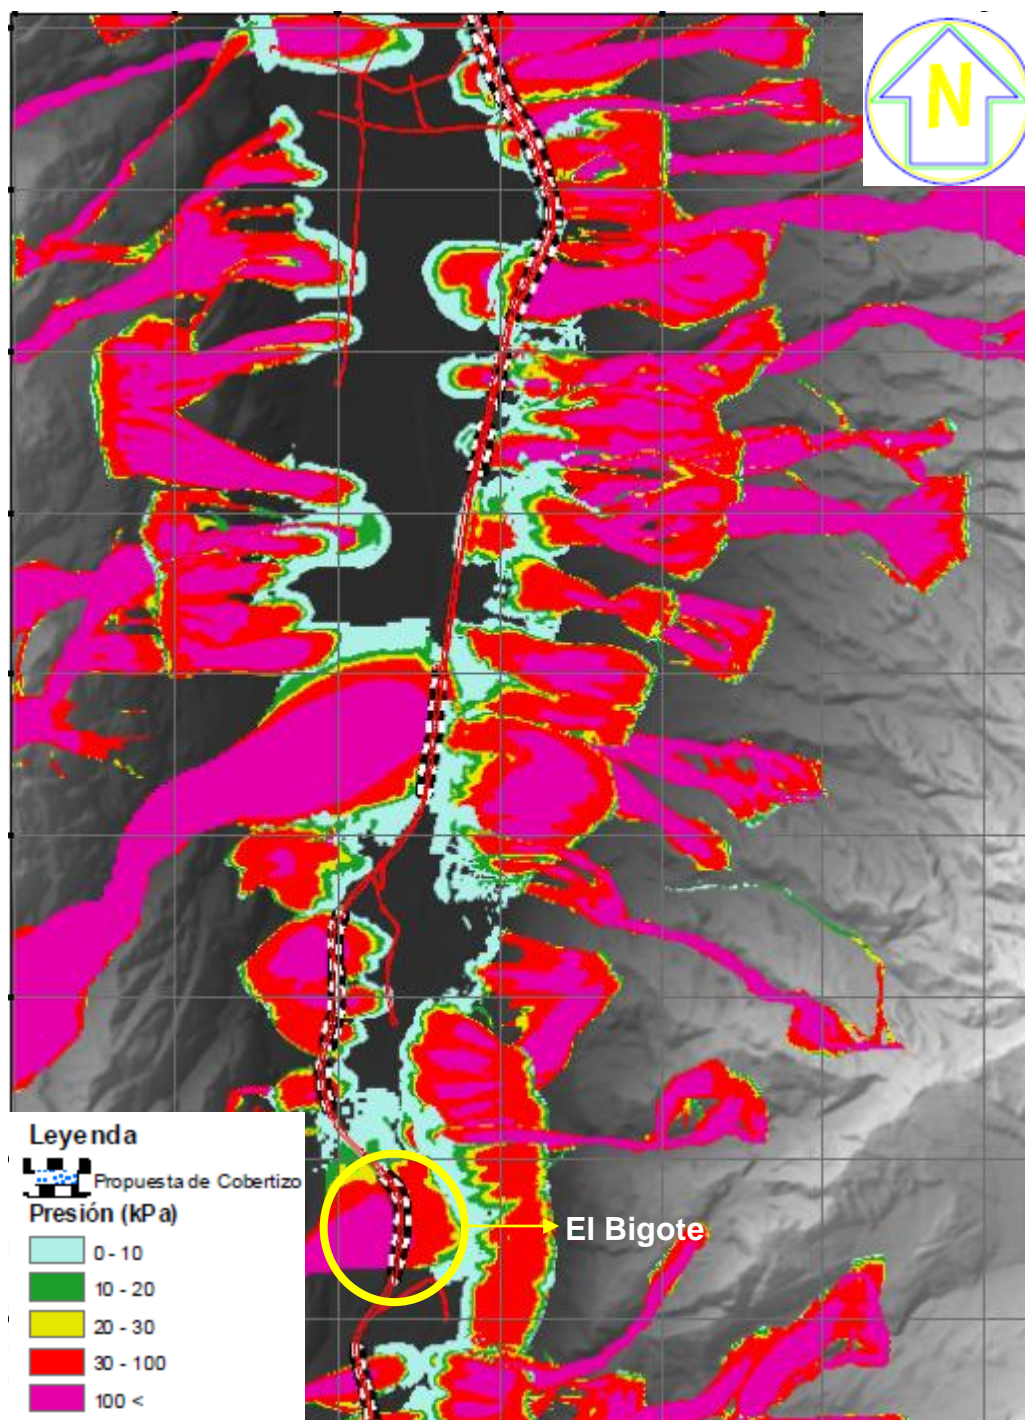 N
El Bigote
Leyenda
Propuesta de Cobertizo
Presión (kPa)
0 - 10
10 - 20
20 - 30
30 - 100
100 <